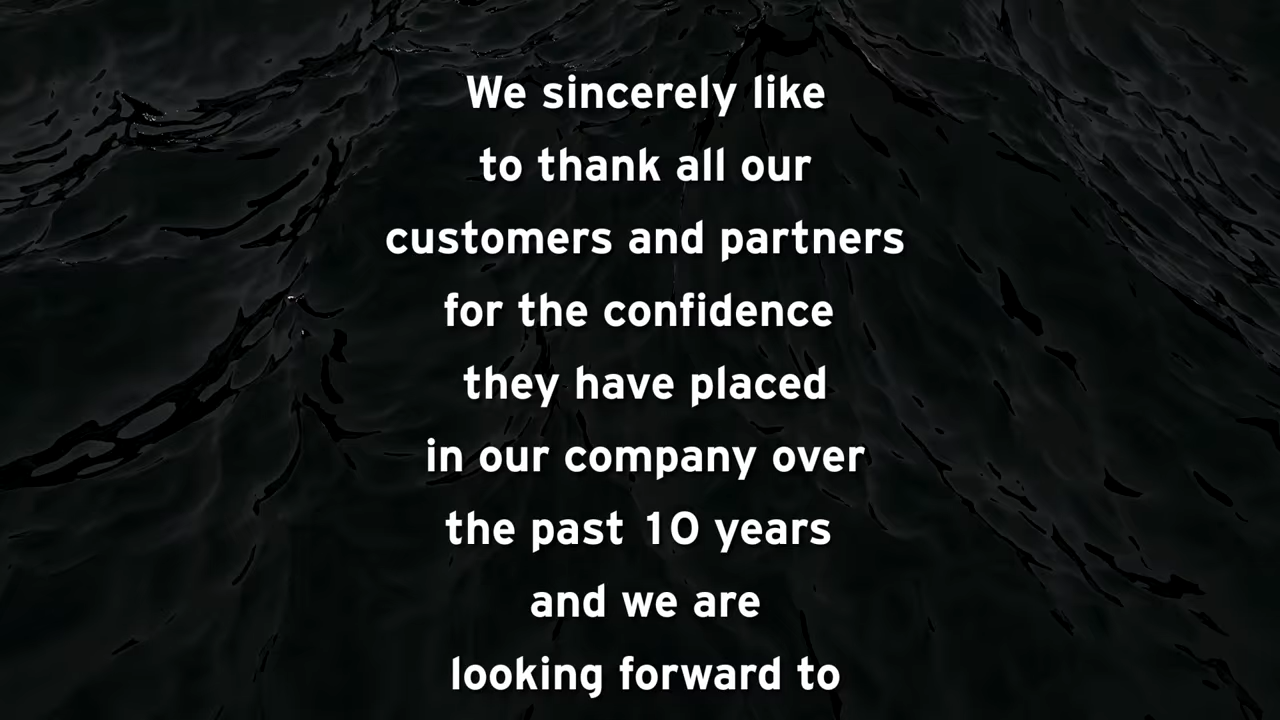 We sincerely like
to thank all our
customers and partners
for the confidence
they have placed
in our company over
the past 10 years
and we are
looking forward to